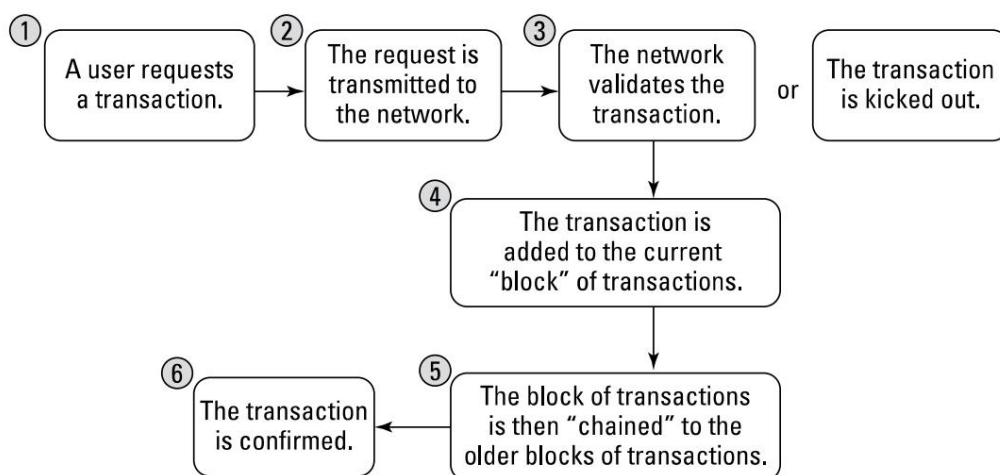 1
A user requests
a transaction.
2
The request is
transmitted to
the network.
3
The network
validates the
transaction.
or
The transaction
is kicked out.
4
The transaction is
added to the current
“block” of transactions.
5
The block of transactions
is then “chained” to the
older blocks of transactions.
6
The transaction
is confirmed.